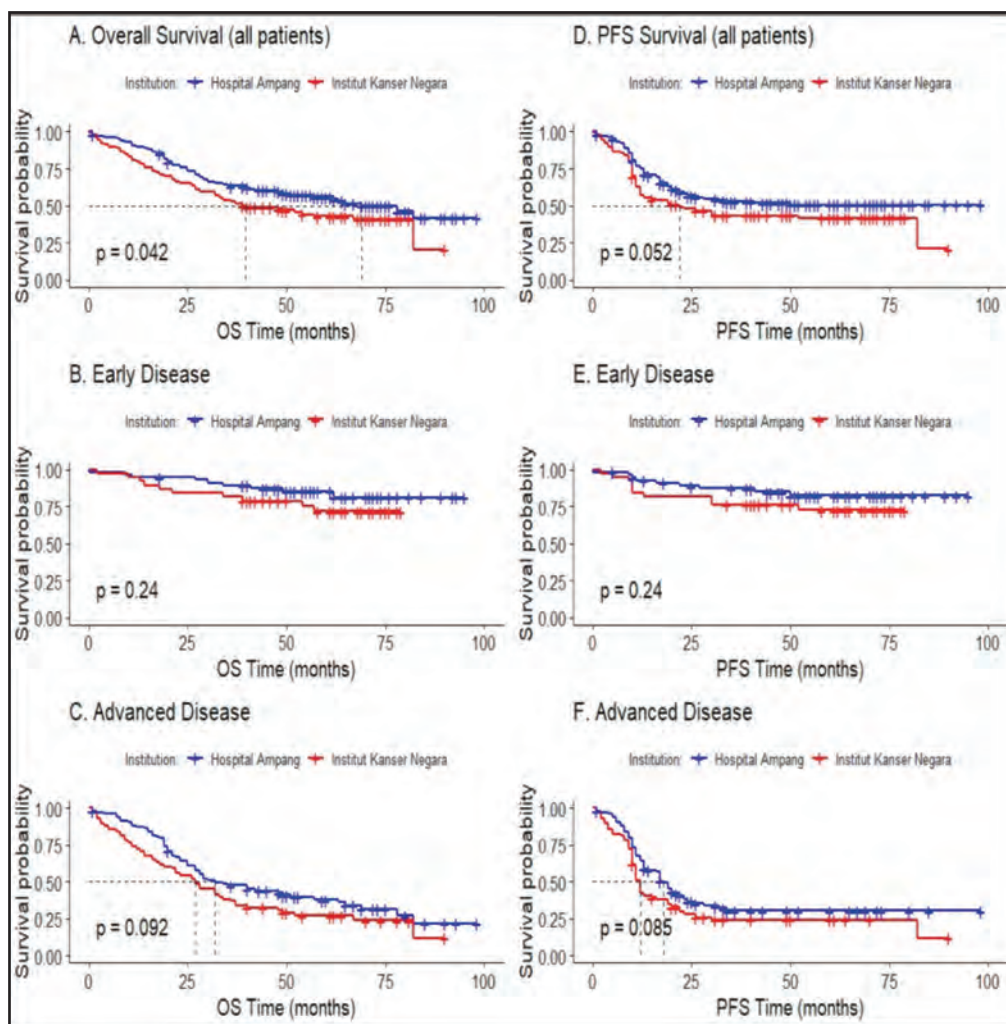 A. Overall Survival (all patients)
Institution: Hospital Ampang Institut Kanser Negara
Survival probability
1.00
0.75
0.50
0.25
0.00
p = 0.042
0 25 50 75 100
OS Time (months)
B. Early Disease
Institution: Hospital Ampang Institut Kanser Negara
Survival probability
1.00
0.75
0.50
0.25
0.00
p = 0.24
0 25 50 75 100
OS Time (months)
C. Advanced Disease
Institution: Hospital Ampang Institut Kanser Negara
Survival probability
1.00
0.75
0.50
0.25
0.00
p = 0.092
0 25 50 75 100
OS Time (months)
D. PFS Survival (all patients)
Institution: Hospital Ampang Institut Kanser Negara
Survival probability
1.00
0.75
0.50
0.25
0.00
p = 0.052
0 25 50 75 100
PFS Time (months)
E. Early Disease
Institution: Hospital Ampang Institut Kanser Negara
Survival probability
1.00
0.75
0.50
0.25
0.00
p = 0.24
0 25 50 75 100
PFS Time (months)
F. Advanced Disease
Institution: Hospital Ampang Institut Kanser Negara
Survival probability
1.00
0.75
0.50
0.25
0.00
p = 0.085
0 25 50 75 100
PFS Time (months)